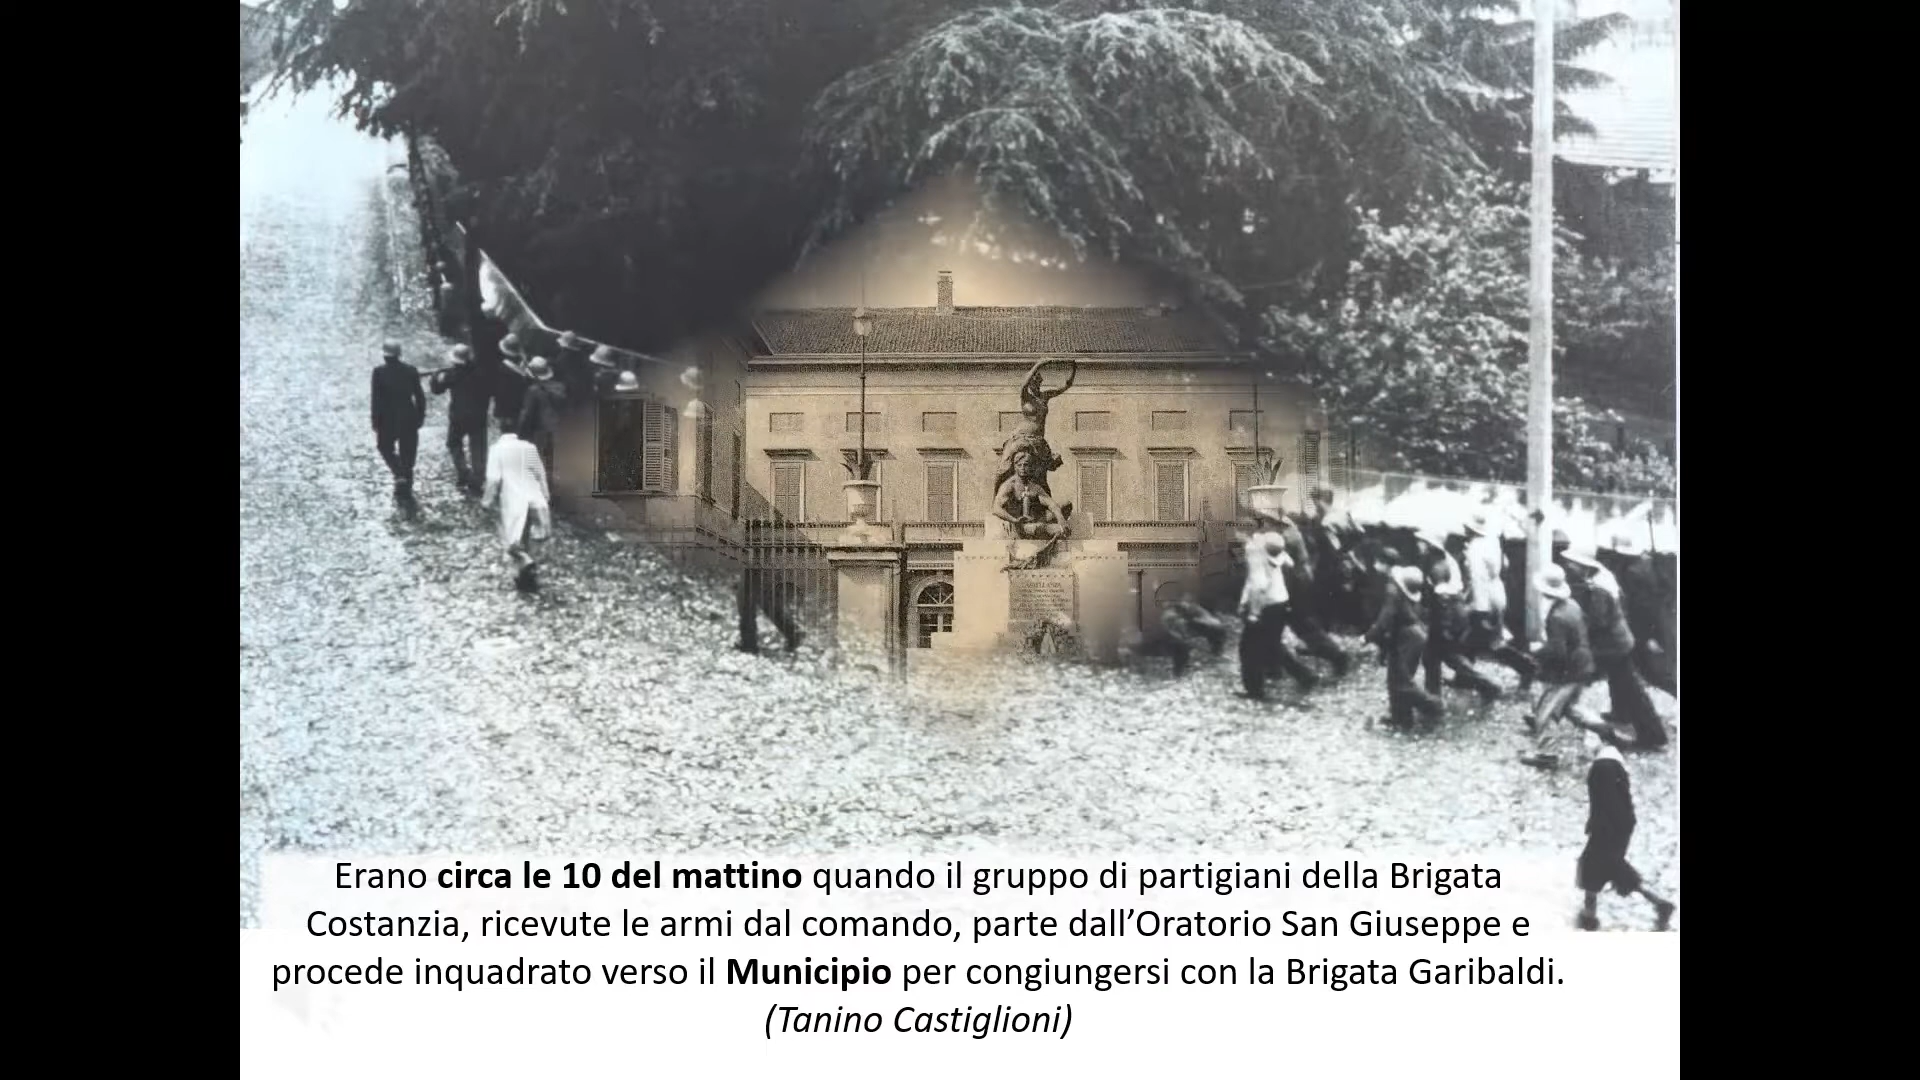 Erano circa le 10 del mattino quando il gruppo di partigiani della Brigata
Costanzia, ricevute le armi dal comando, parte dall’Oratorio San Giuseppe e
procede inquadrato verso il Municipio per congiungersi con la Brigata Garibaldi.
(Tanino Castiglioni)